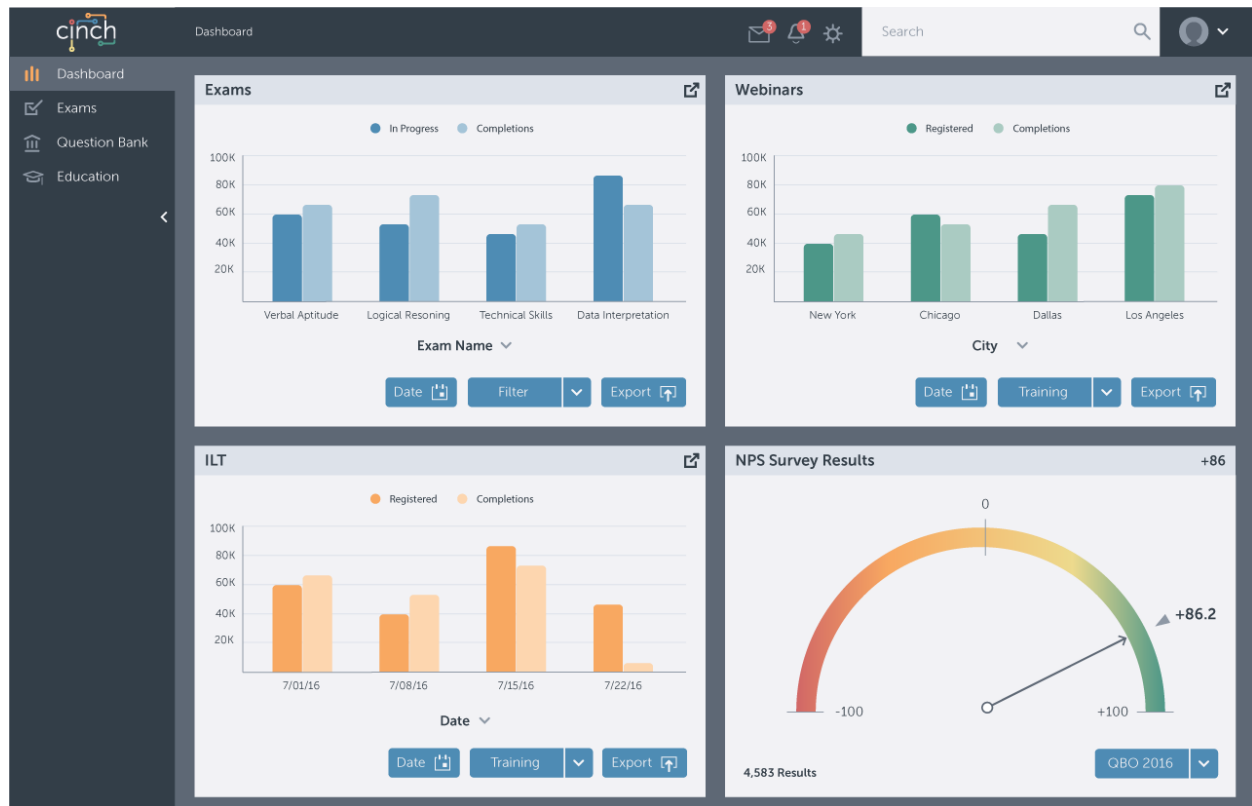 cinch
Dashboard
3
1
Search
Dashboard
Exams
Question Bank
Education
Exams
In Progress
Completions
100K
80K
60K
40K
20K
Verbal Aptitude
Logical Resoning
Technical Skills
Data Interpretation
Exam Name
Date
Filter
Export
Webinars
Registered
Completions
100K
80K
60K
40K
20K
New York
Chicago
Dallas
Los Angeles
City
Date
Training
Export
ILT
Registered
Completions
100K
80K
60K
40K
20K
7/01/16
7/08/16
7/15/16
7/22/16
Date
Date
Training
Export
NPS Survey Results
+86
0
+86.2
-100
+100
4,583 Results
QBO 2016